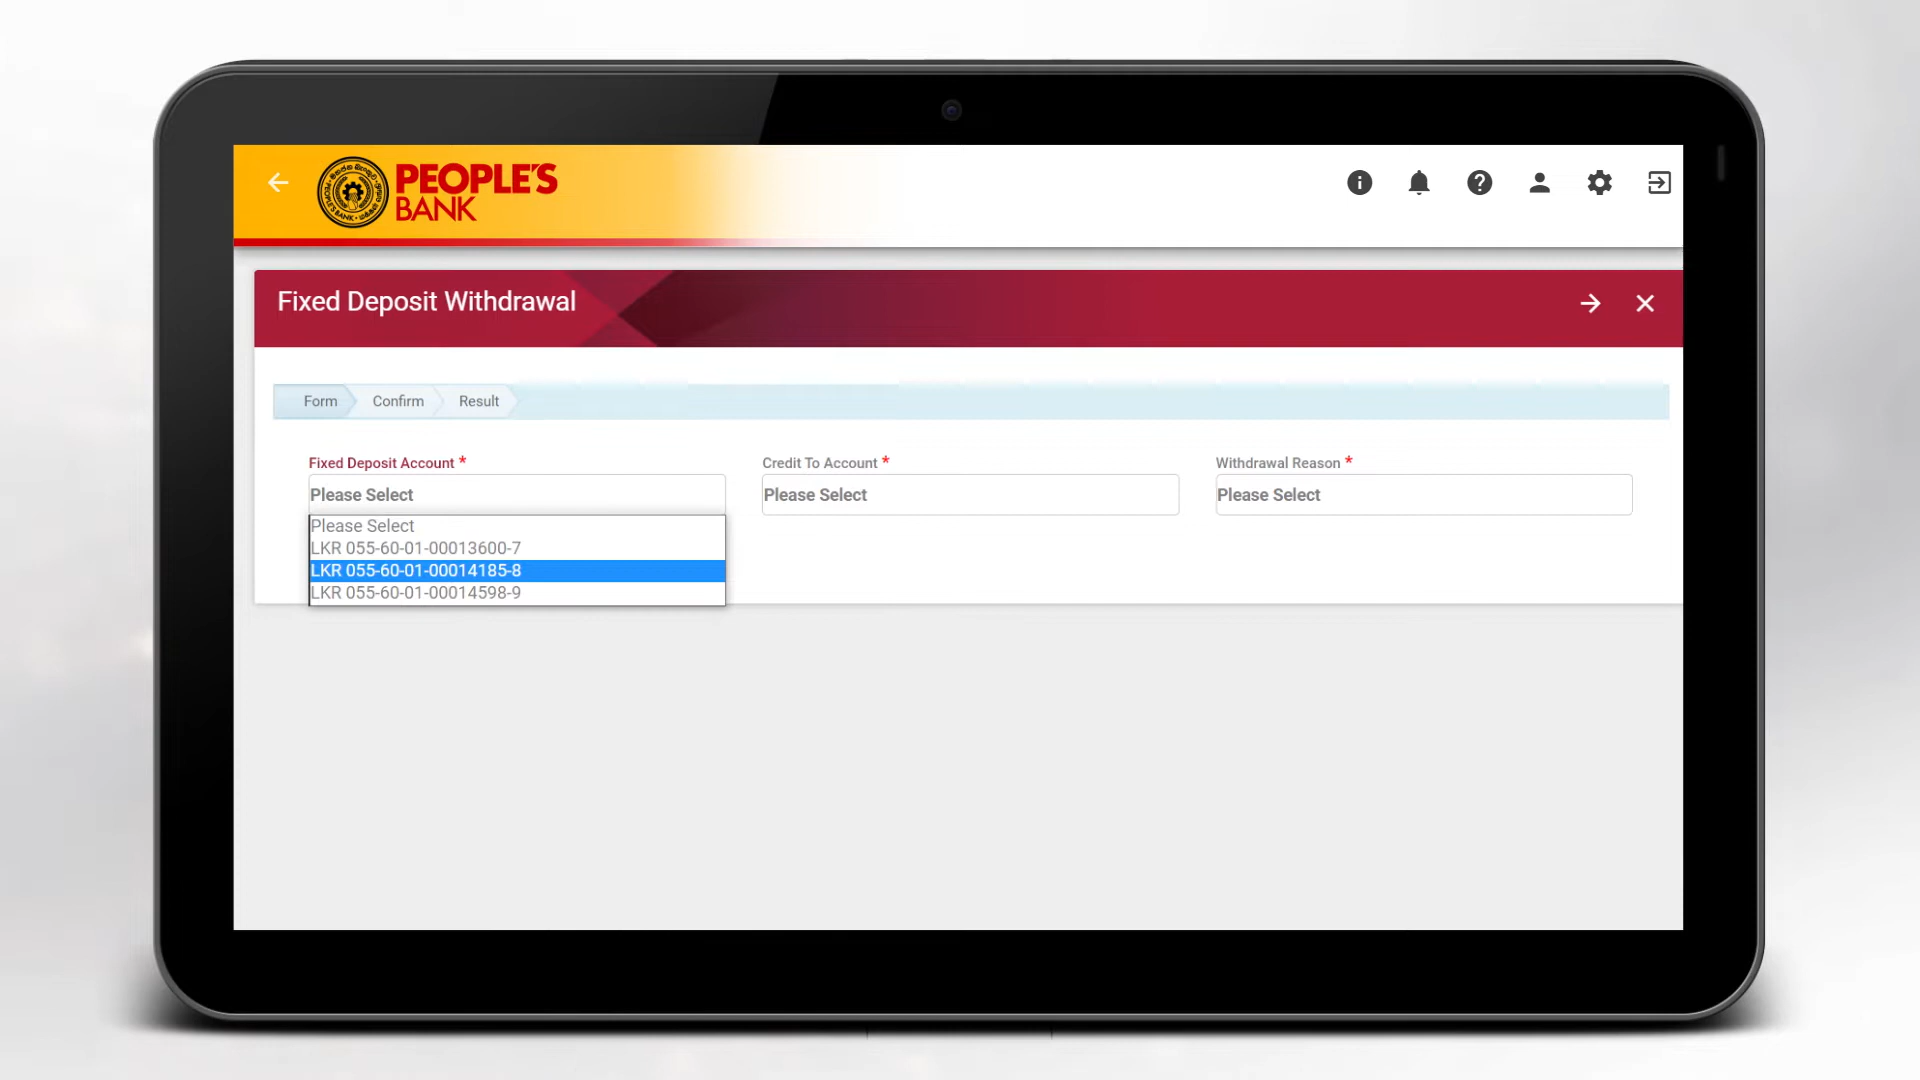 PEOPLE'S
BANK
Fixed Deposit Withdrawal
Form
Confirm
Result
Fixed Deposit Account *
Credit To Account *
Withdrawal Reason *
Please Select
Please Select
Please Select
Please Select
LKR 055-60-01-00013600-7
LKR 055-60-01-00014185-8
LKR 055-60-01-00014598-9